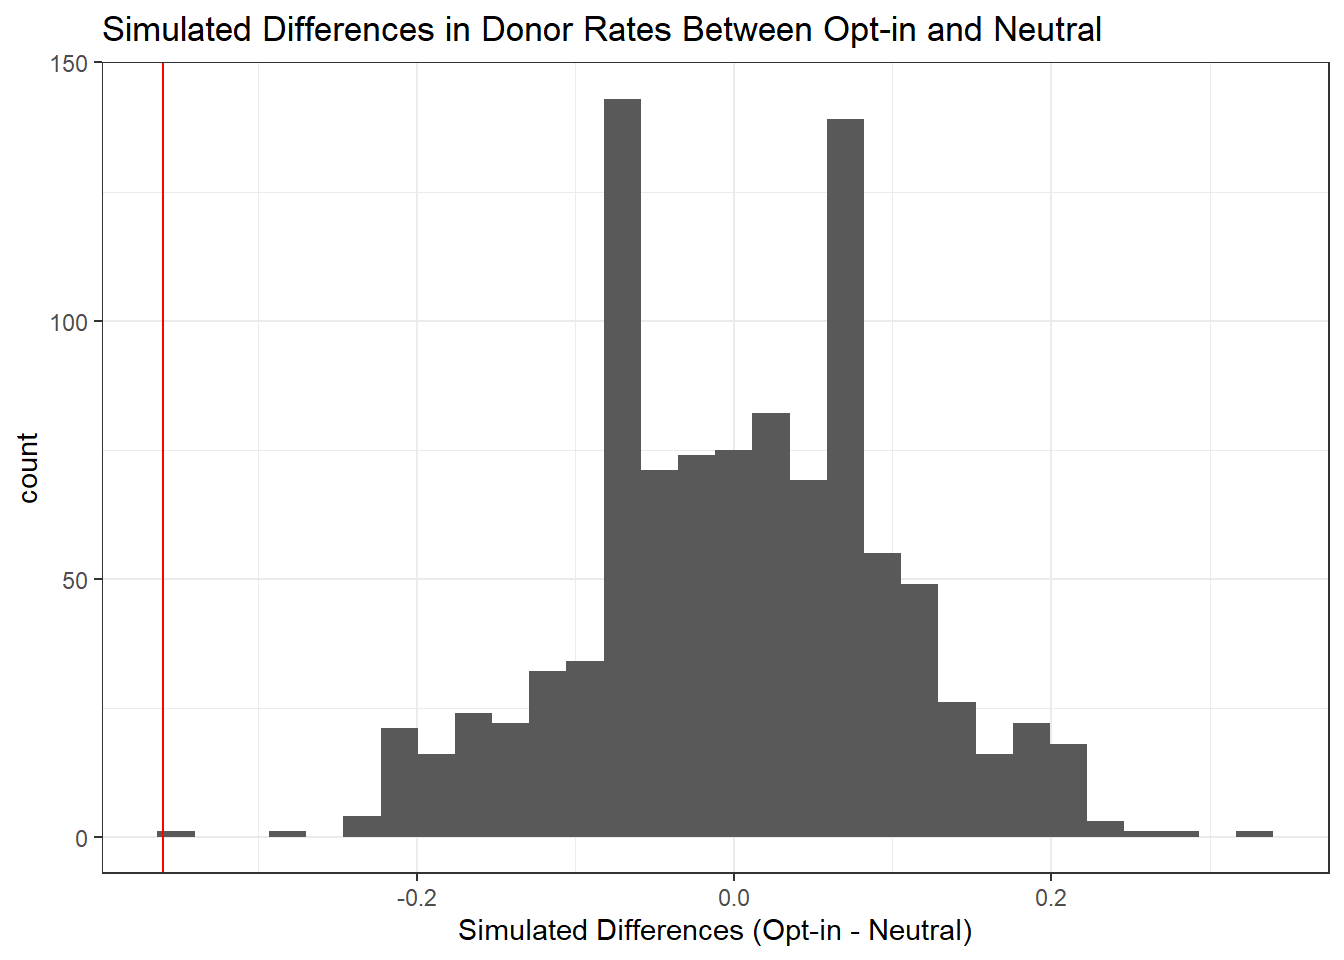 Simulated Differences in Donor Rates Between Opt-in and Neutral
150
100
50
0
count
-0.2 0.0 0.2
Simulated Differences (Opt-in - Neutral)